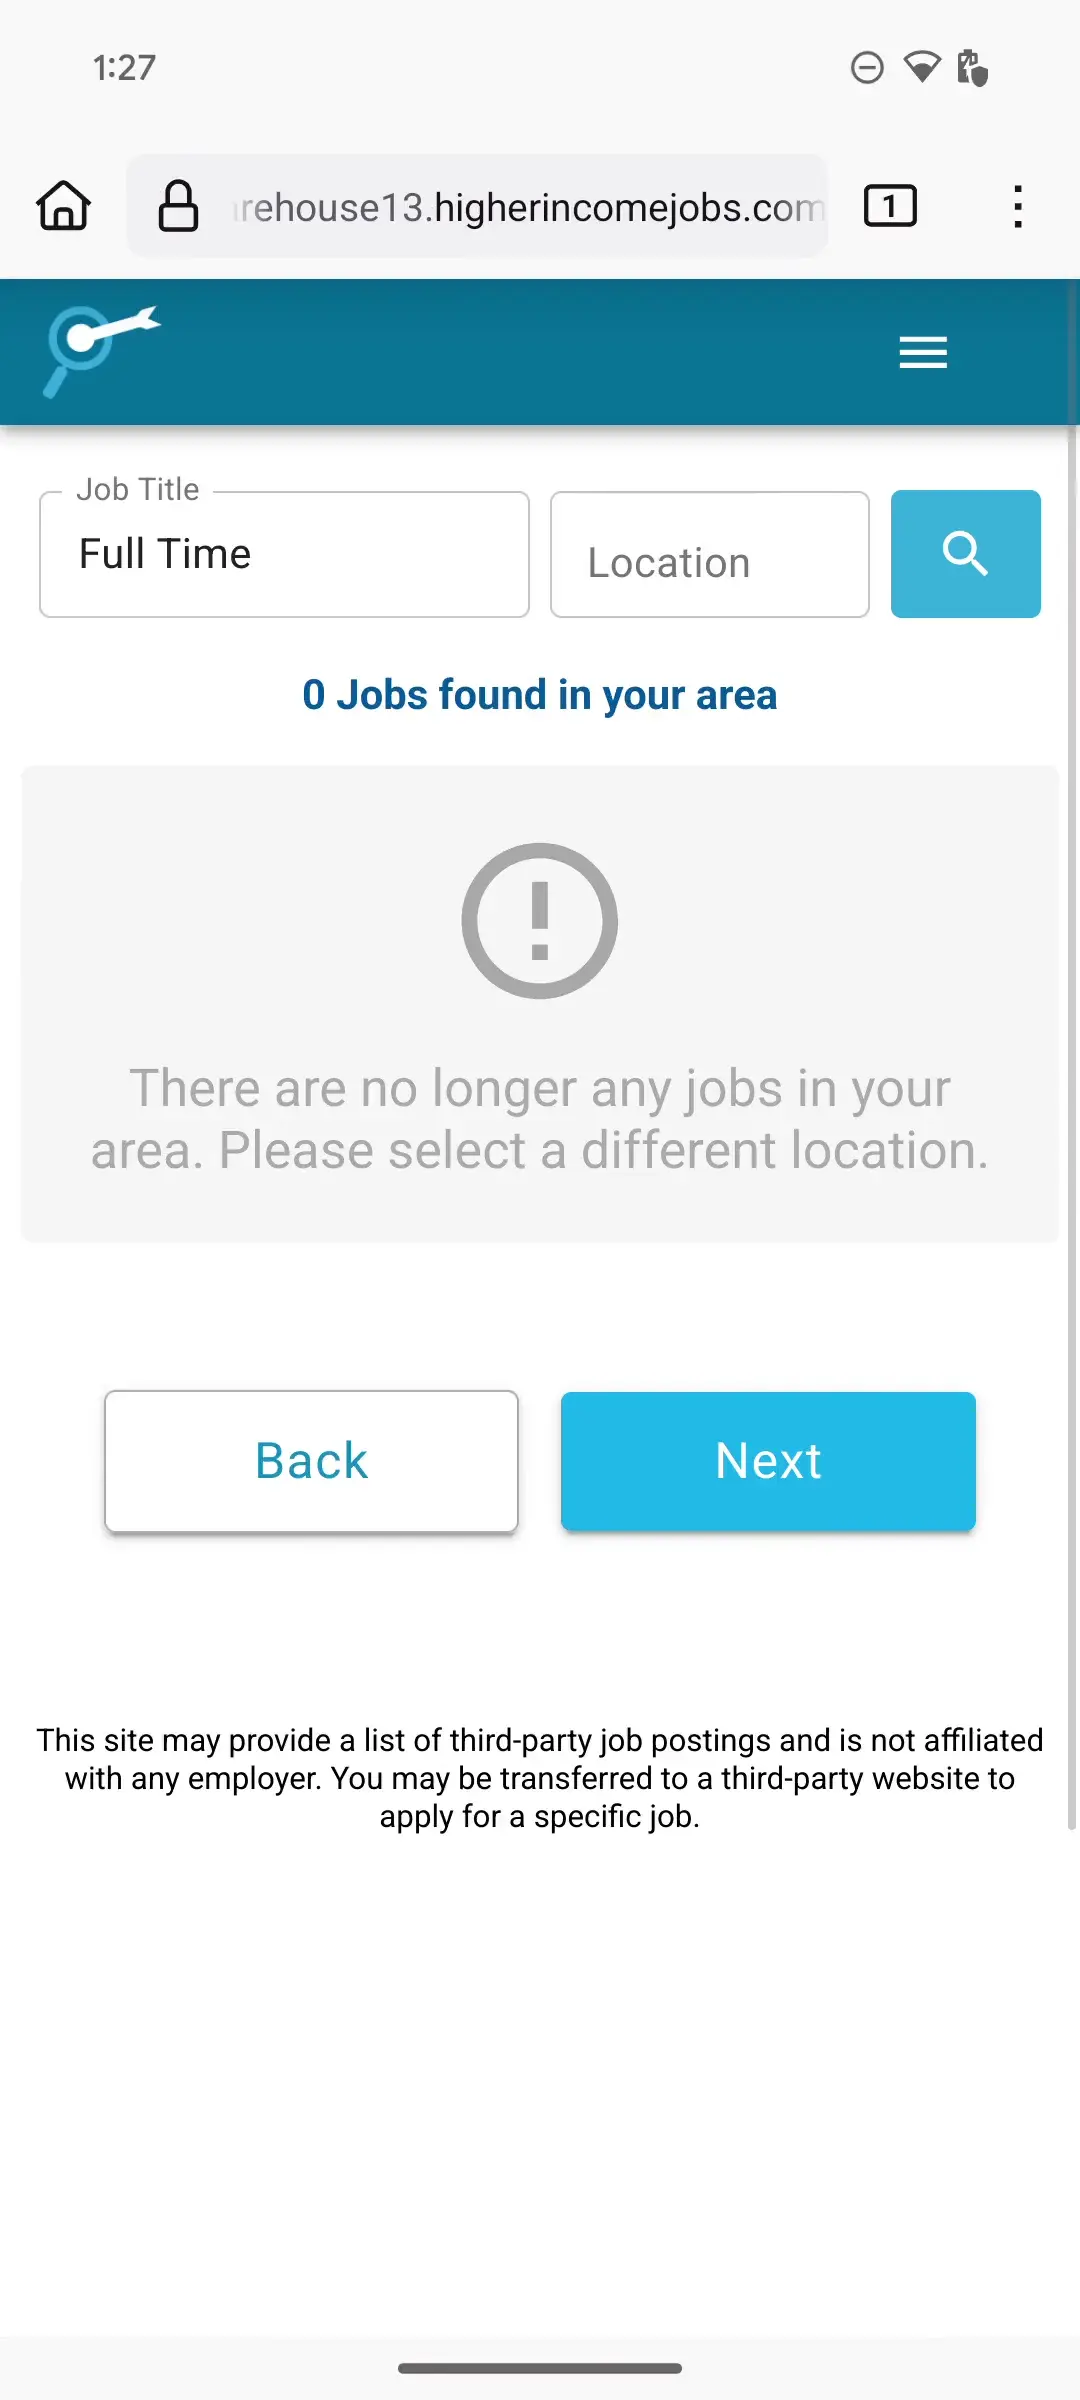 1:27
rehouse13.higherincomejobs.com
1
Job Title
Full Time
Location
0 Jobs found in your area
There are no longer any jobs in your
area. Please select a different location.
Back
Next
This site may provide a list of third-party job postings and is not affiliated
with any employer. You may be transferred to a third-party website to
apply for a specific job.